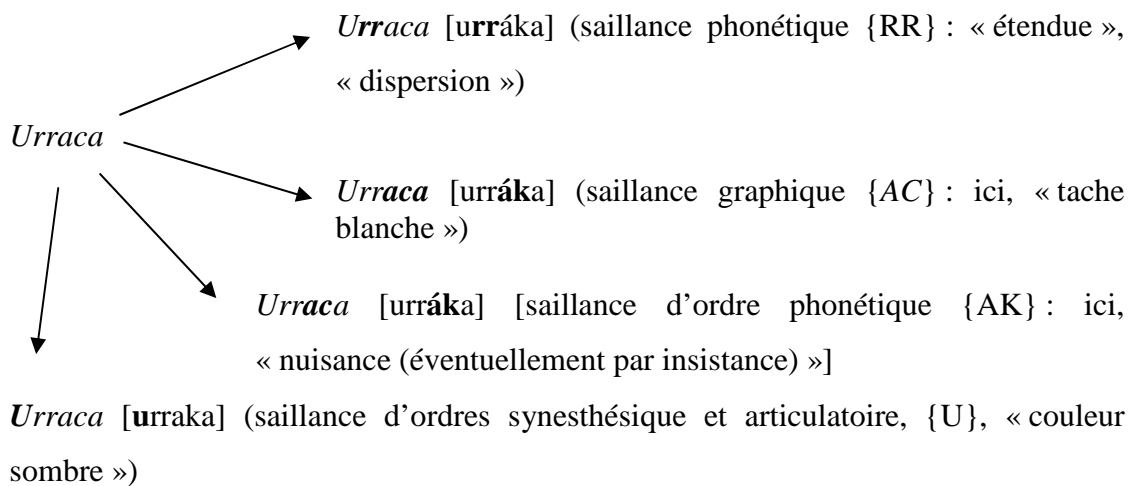 Urraca [urráka] (saillance phonétique {RR} : « étendue »,
« dispersion »)
Urraca
Urraca [urráka] (saillance graphique {AC} : ici, « tache
blanche »)
Urraca [urráka] [saillance d'ordre phonétique {AK} : ici,
« nuisance (éventuellement par insistance) »]
Urraca [urraka] (saillance d'ordres synesthésique et articulatoire, {U}, « couleur
sombre »)